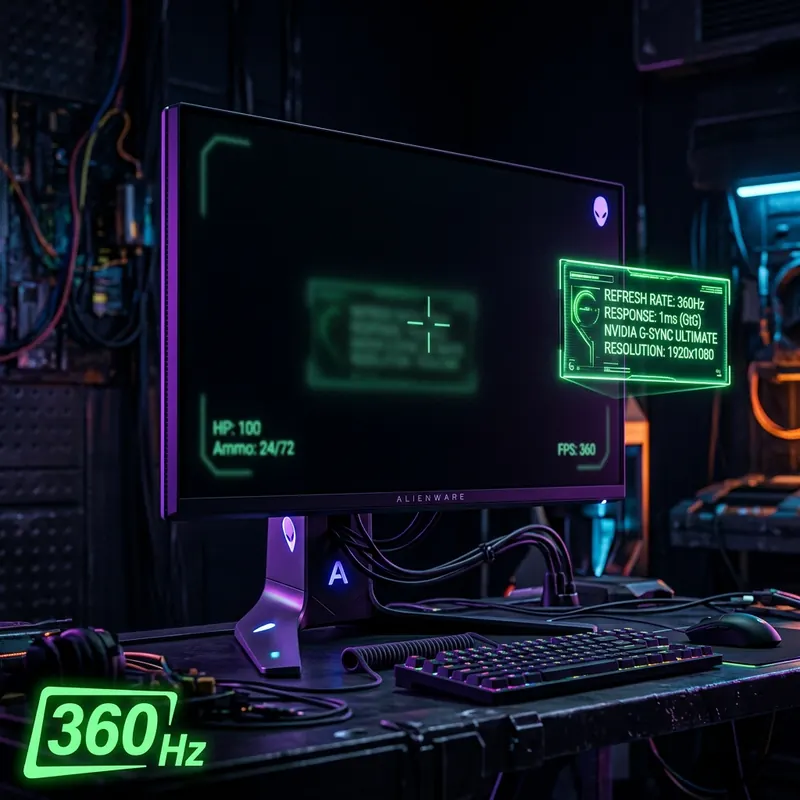 REFRESH RATE: 360Hz
RESPONSE: 1ms (GtG)
NVIDIA G-SYNC ULTIMATE
RESOLUTION: 1920x1080
HP: 100
Ammo: 24/72
FPS: 360
ALIENWARE
A
360Hz